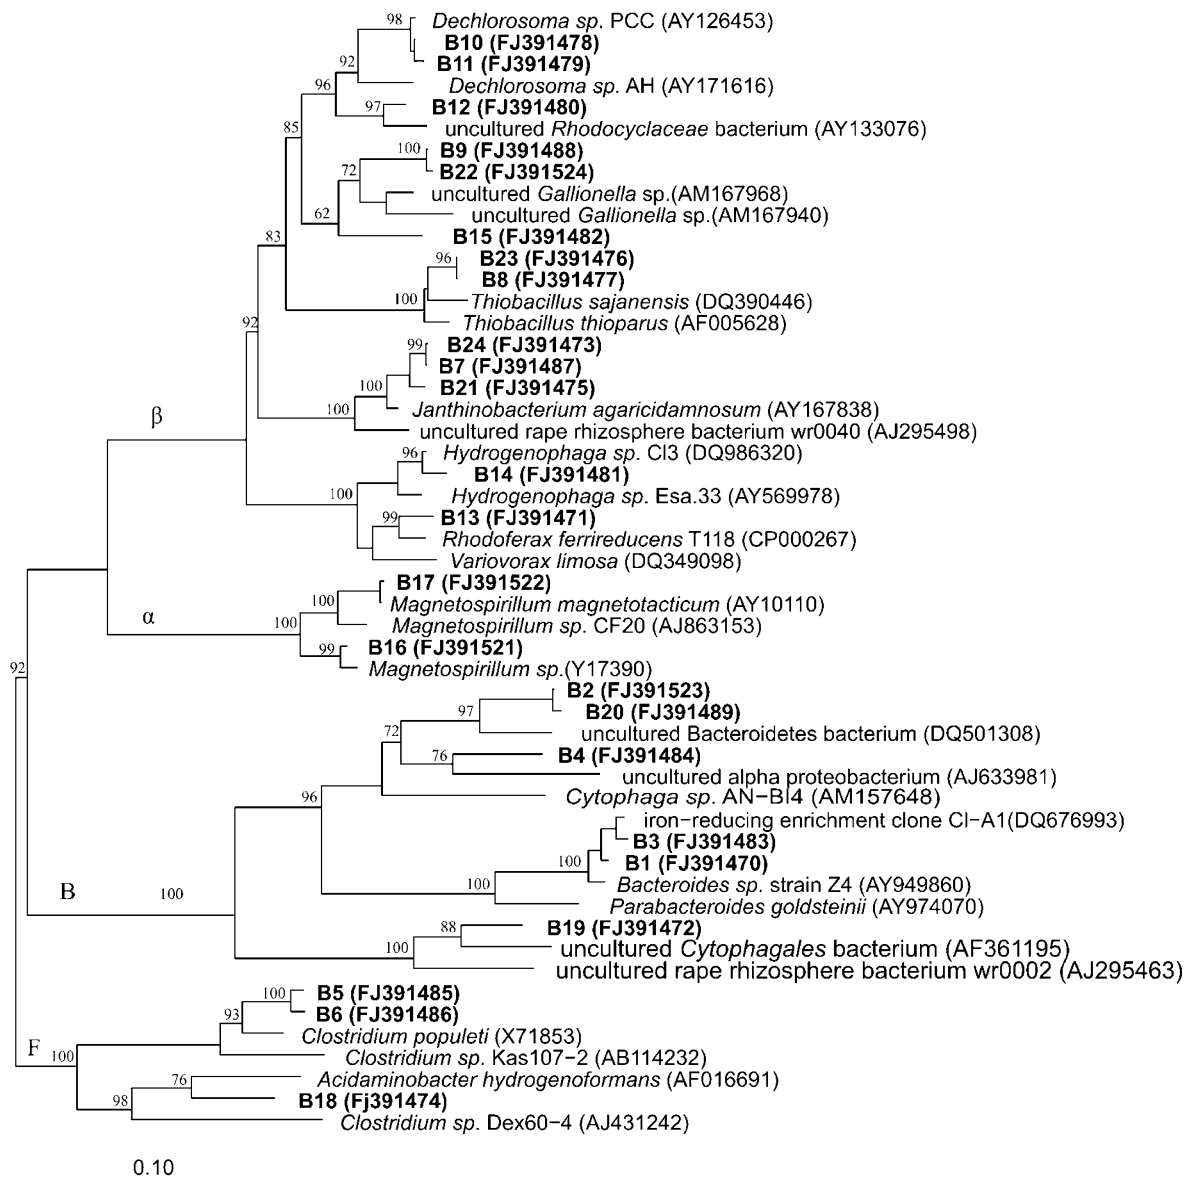 98 Dechlorosoma sp. PCC (AY126453)
B10 (FJ391478)
B11 (FJ391479)
92
Dechlorosoma sp. AH (AY171616)
96
97 B12 (FJ391480)
uncultured Rhodocyclaceae bacterium (AY133076)
85
100 B9 (FJ391488)
72 B22 (FJ391524)
uncultured Gallionella sp.(AM167968)
62 uncultured Gallionella sp.(AM167940)
83 B15 (FJ391482)
96 B23 (FJ391476)
B8 (FJ391477)
100 Thiobacillus sajanensis (DQ390446)
92 Thiobacillus thioparus (AF005628)
99 B24 (FJ391473)
B7 (FJ391487)
100 B21 (FJ391475)
β 100 Janthinobacterium agaricidamnosum (AY167838)
uncultured rape rhizosphere bacterium wr0040 (AJ295498)
96 Hydrogenophaga sp. CI3 (DQ986320)
B14 (FJ391481)
100 Hydrogenophaga sp. Esa.33 (AY569978)
99 B13 (FJ391471)
Rhodoferax ferrireducens T118 (CP000267)
Variovorax limosa (DQ349098)
B17 (FJ391522)
100 Magnetospirillum magnetotacticum (AY10110)
α 100 Magnetospirillum sp. CF20 (AJ863153)
99 B16 (FJ391521)
92 Magnetospirillum sp.(Y17390)
B2 (FJ391523)
97 B20 (FJ391489)
72 uncultured Bacteroidetes bacterium (DQ501308)
76 B4 (FJ391484)
uncultured alpha proteobacterium (AJ633981)
96 Cytophaga sp. AN−BI4 (AM157648)
iron−reducing enrichment clone CI−A1(DQ676993)
B3 (FJ391483)
100 B1 (FJ391470)
B 100 100 Bacteroides sp. strain Z4 (AY949860)
Parabacteroides goldsteinii (AY974070)
88 B19 (FJ391472)
100 uncultured Cytophagales bacterium (AF361195)
uncultured rape rhizosphere bacterium wr0002 (AJ295463)
100 B5 (FJ391485)
93 B6 (FJ391486)
Clostridium populeti (X71853)
F 100 Clostridium sp. Kas107−2 (AB114232)
76 Acidaminobacter hydrogenoformans (AF016691)
98 B18 (Fj391474)
Clostridium sp. Dex60−4 (AJ431242)
0.10